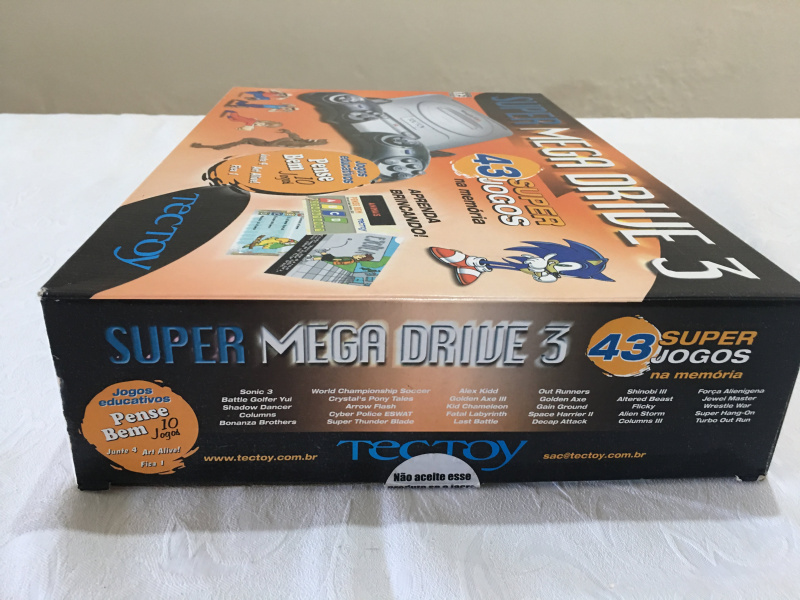 SUPER MEGA DRIVE 3
43 SUPER
JOGOS
na memória
Jogos
educativos
Pense
Bem 10
Jogos
TECTOY
APRENDA
BRINCANDO!
SUPER MEGA DRIVE 3
43 SUPER
JOGOS
na memória
Jogos
educativos
Pense
Bem 10
Jogos
Junte 4 Art Alive!
Fico 1
Sonic 3
Battle Golfer Yui
Shadow Dancer
Columns
Bonanza Brothers
World Championship Soccer
Crystal's Pony Tales
Arrow Flash
Cyber Police ESWAT
Super Thunder Blade
Alex Kidd
Golden Axe III
Kid Chameleon
Fatal Labyrinth
Last Battle
Out Runners
Golden Axe
Gain Ground
Space Harrier II
Decap Attack
Shinobi III
Altered Beast
Flicky
Alien Storm
Columns III
Força Alienígena
Jewel Master
Wrestle War
Super Hang-On
Turbo Out Run
www.tectoy.com.br
TECTOY
sac@tectoy.com.br
Não aceite esse